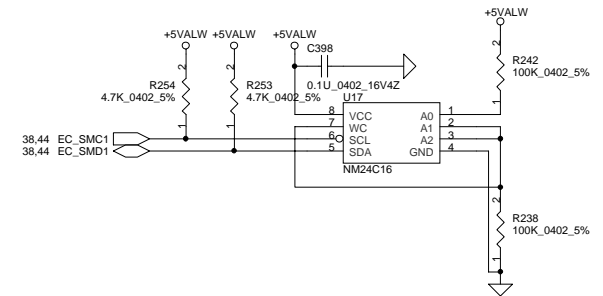 +5VALW
+5VALW
+5VALW
+5VALW
C398
0.1U_0402_16V4Z
2
R254
4.7K_0402_5%
1
2
R253
4.7K_0402_5%
1
2
R242
100K_0402_5%
1
U17
8 VCC A0 1
7 WC A1 2
6 SCL A2 3
5 SDA GND 4
NM24C16
38,44 EC_SMC1
38,44 EC_SMD1
2
R238
100K_0402_5%
1